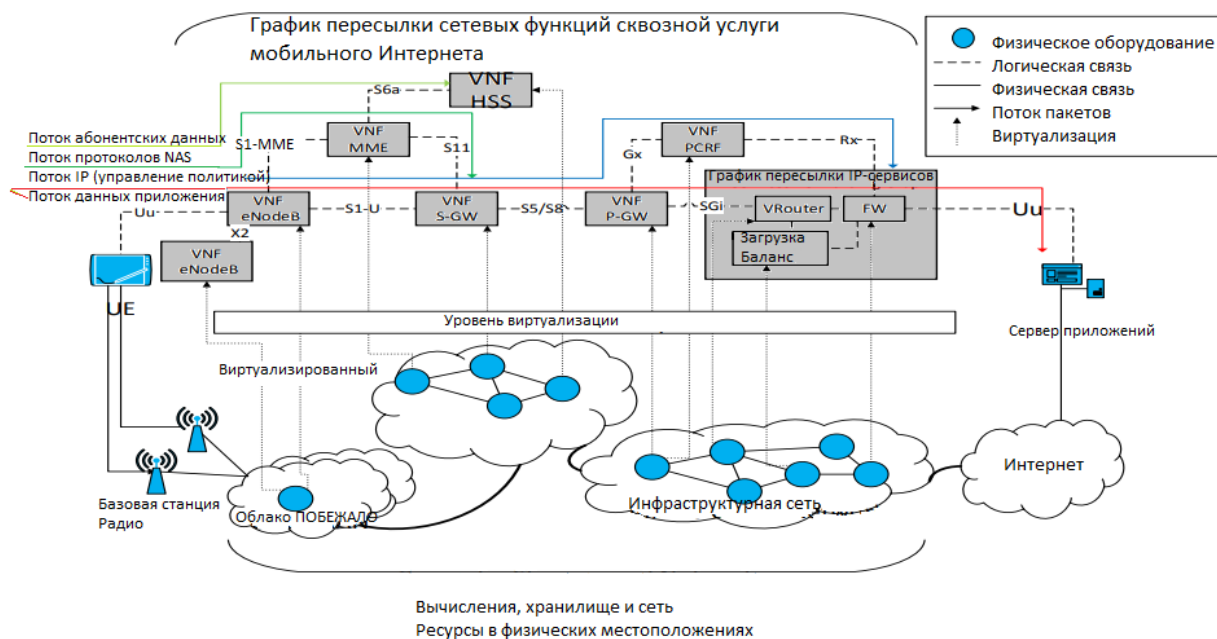 График пересылки сетевых функций сквозной услуги
мобильного Интернета
Физическое оборудование
Логическая связь
Физическая связь
Поток пакетов
Виртуализация
VNF
HSS
S6a
VNF
MME
S1-MME
S11
VNF
PCRF
Gx
Rx
Поток абонентских данных
Поток протоколов NAS
Поток IP (управление политикой)
Поток данных приложения
График пересылки IP-сервисов
Uu
VNF
eNodeB
S1-U
VNF
S-GW
S5/S8
VNF
P-GW
SGi
VRouter
FW
Uu
X2
VNF
eNodeB
Загрузка
Баланс
UE
Уровень виртуализации
Сервер приложений
Виртуализированный
Базовая станция
Радио
Облако ПОБЕЖАЛО
Инфраструктурная сеть
Интернет
Вычисления, хранилище и сеть
Ресурсы в физических местоположениях